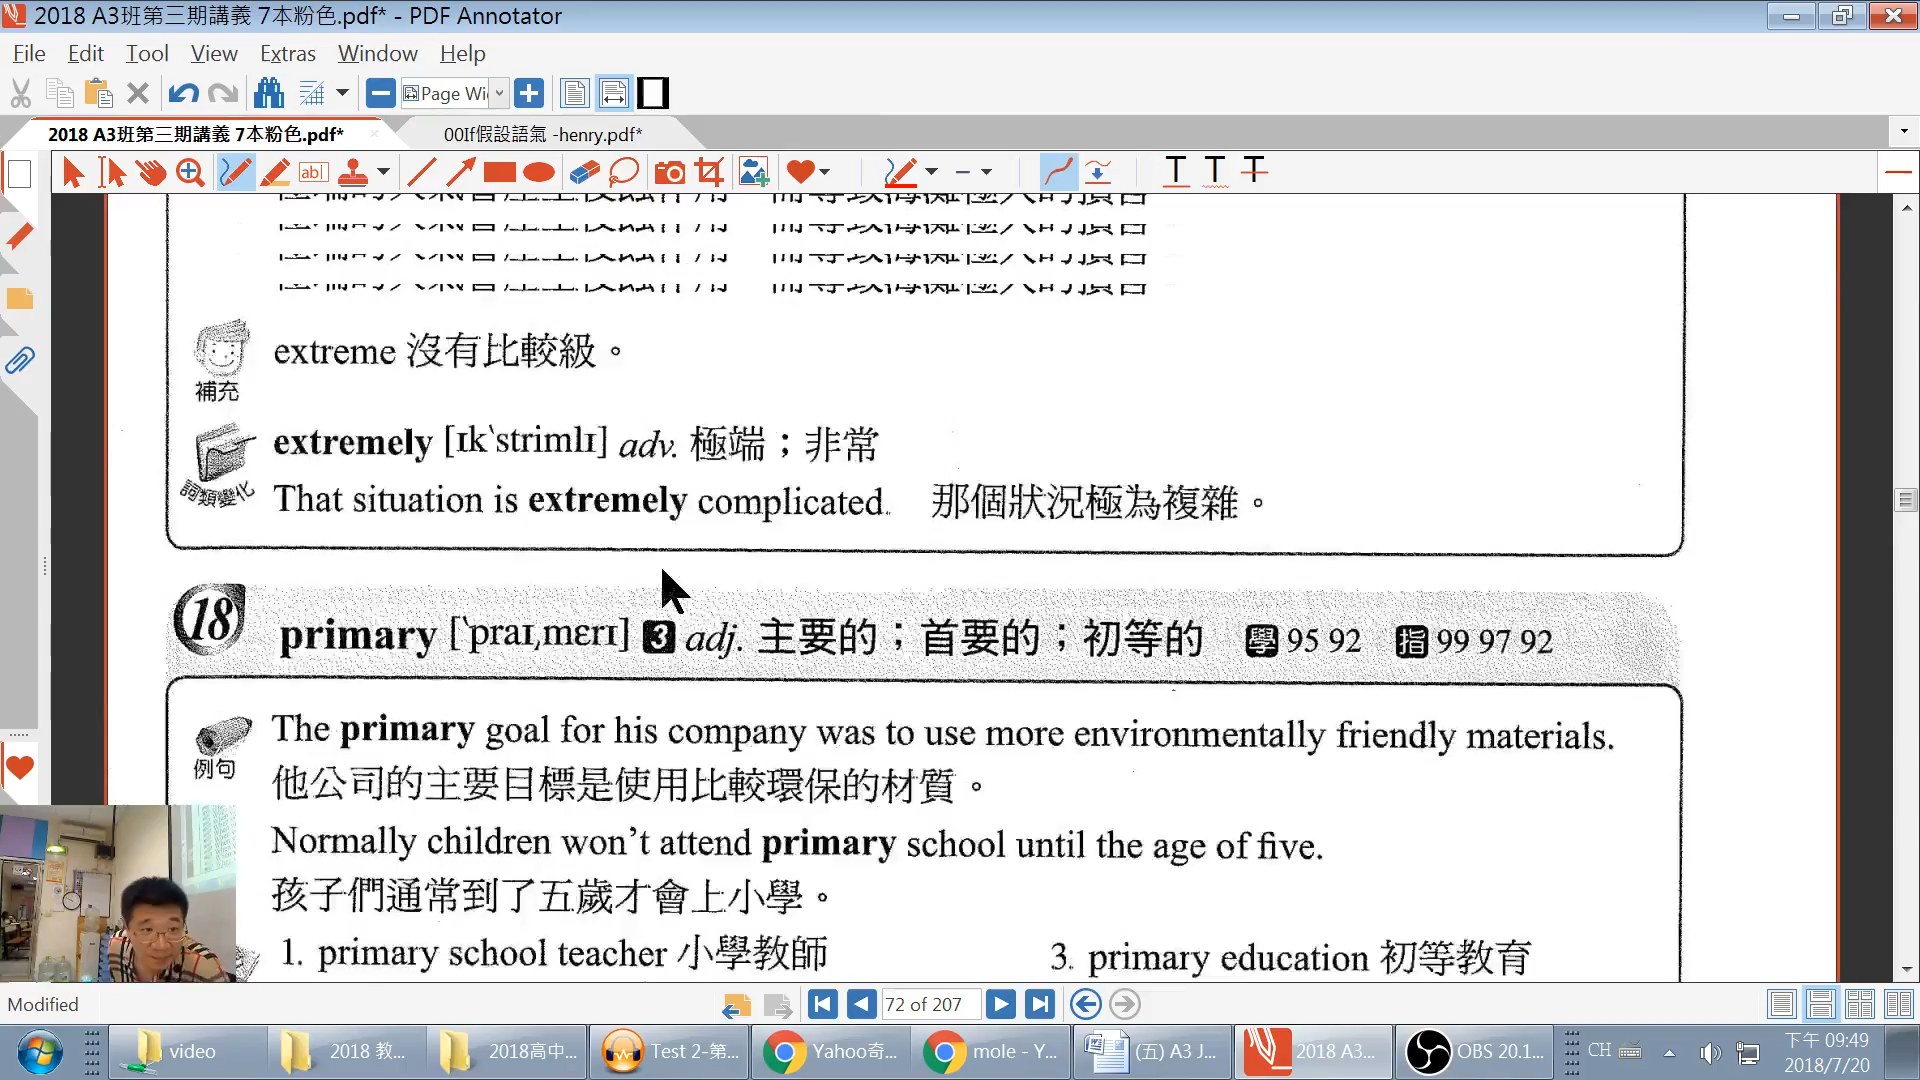 2018 A3班第三期講義 7本粉色.pdf* - PDF Annotator
File Edit Tool View Extras Window Help
Page Wi
2018 A3班第三期講義 7本粉色.pdf*
00If假設語氣 -henry.pdf*
ab
T T T
extreme 沒有比較級。
補充
extremely [ɪkˋstrimlɪ] adv. 極端；非常
詞類變化
That situation is extremely complicated. 那個狀況極為複雜。
18 primary [ˋpraɪˌmɛrɪ] 3 adj. 主要的；首要的；初等的 學 95 92 指 99 97 92
The primary goal for his company was to use more environmentally friendly materials.
例句
他公司的主要目標是使用比較環保的材質。
Normally children won't attend primary school until the age of five.
孩子們通常到了五歲才會上小學。
1. primary school teacher 小學教師
3. primary education 初等教育
Modified
72 of 207
video
2018 教...
2018高中...
Test 2-第...
Yahoo奇...
mole - Y...
(五) A3 J...
2018 A3...
OBS 20.1...
CH
下午 09:49
2018/7/20